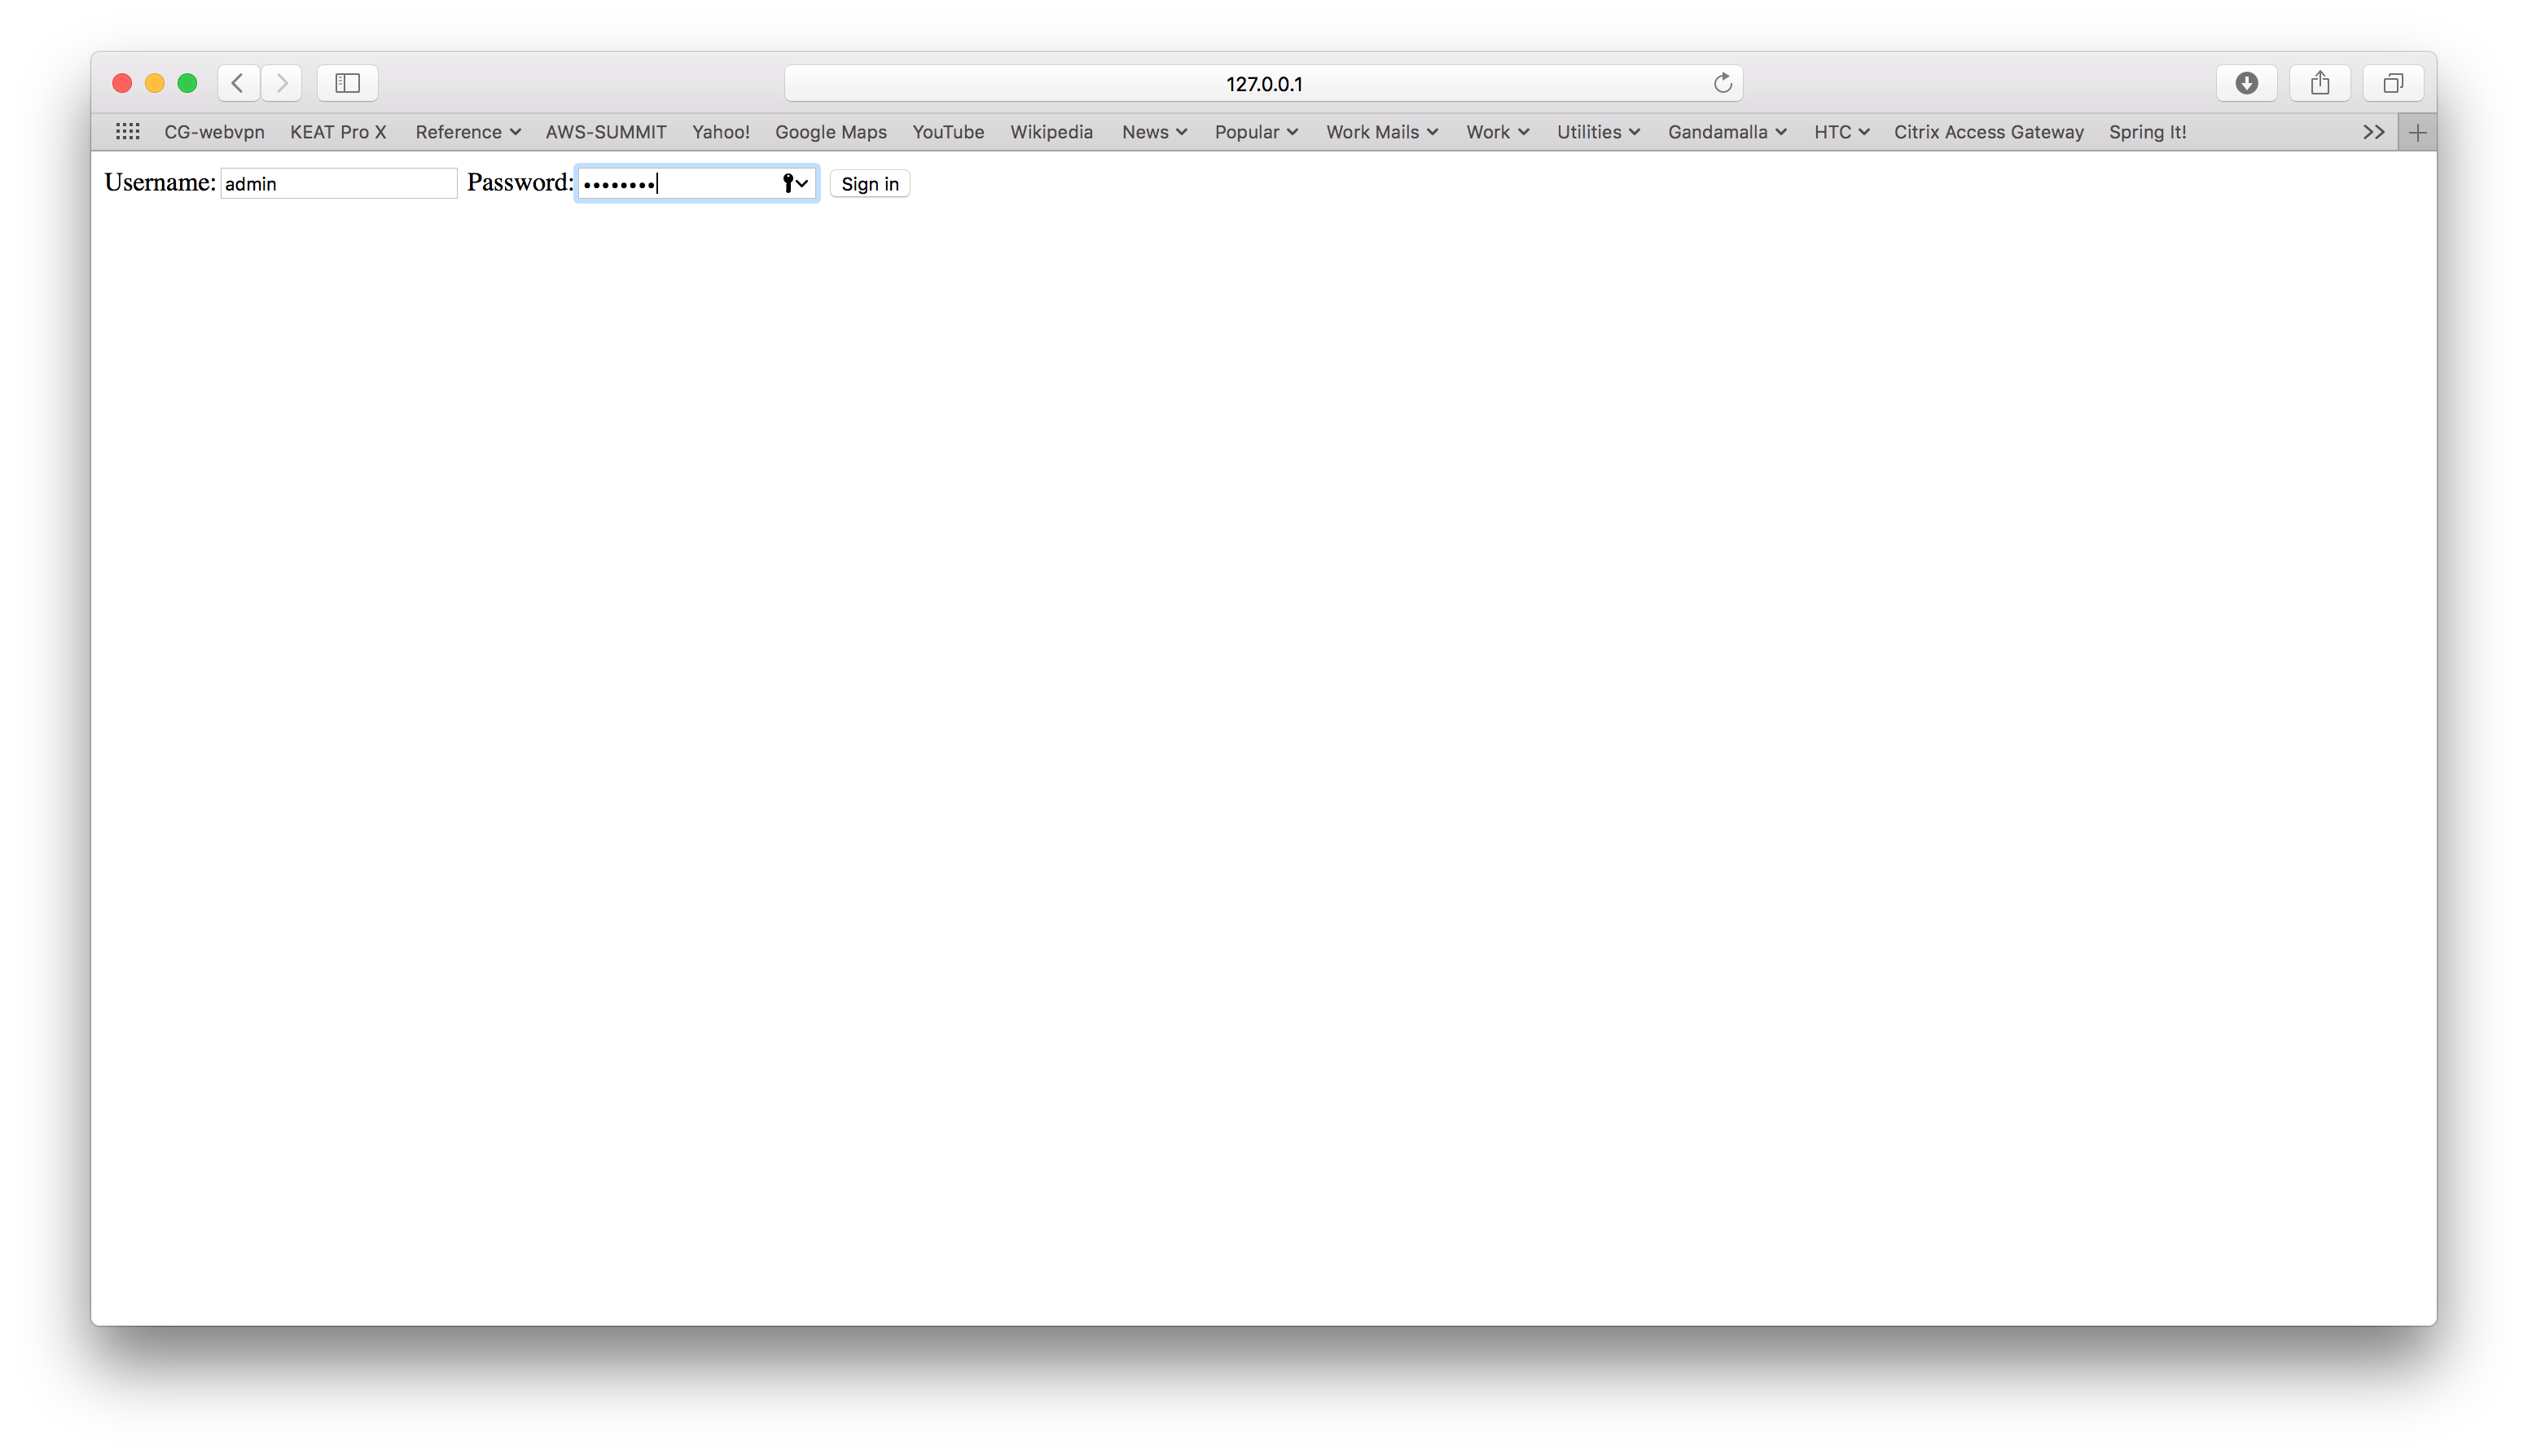 127.0.0.1
CG-webvpn KEAT Pro X Reference AWS-SUMMIT Yahoo! Google Maps YouTube Wikipedia News Popular Work Mails Work Utilities Gandamalla HTC Citrix Access Gateway Spring It!
Username: admin Password: •••••••• Sign in